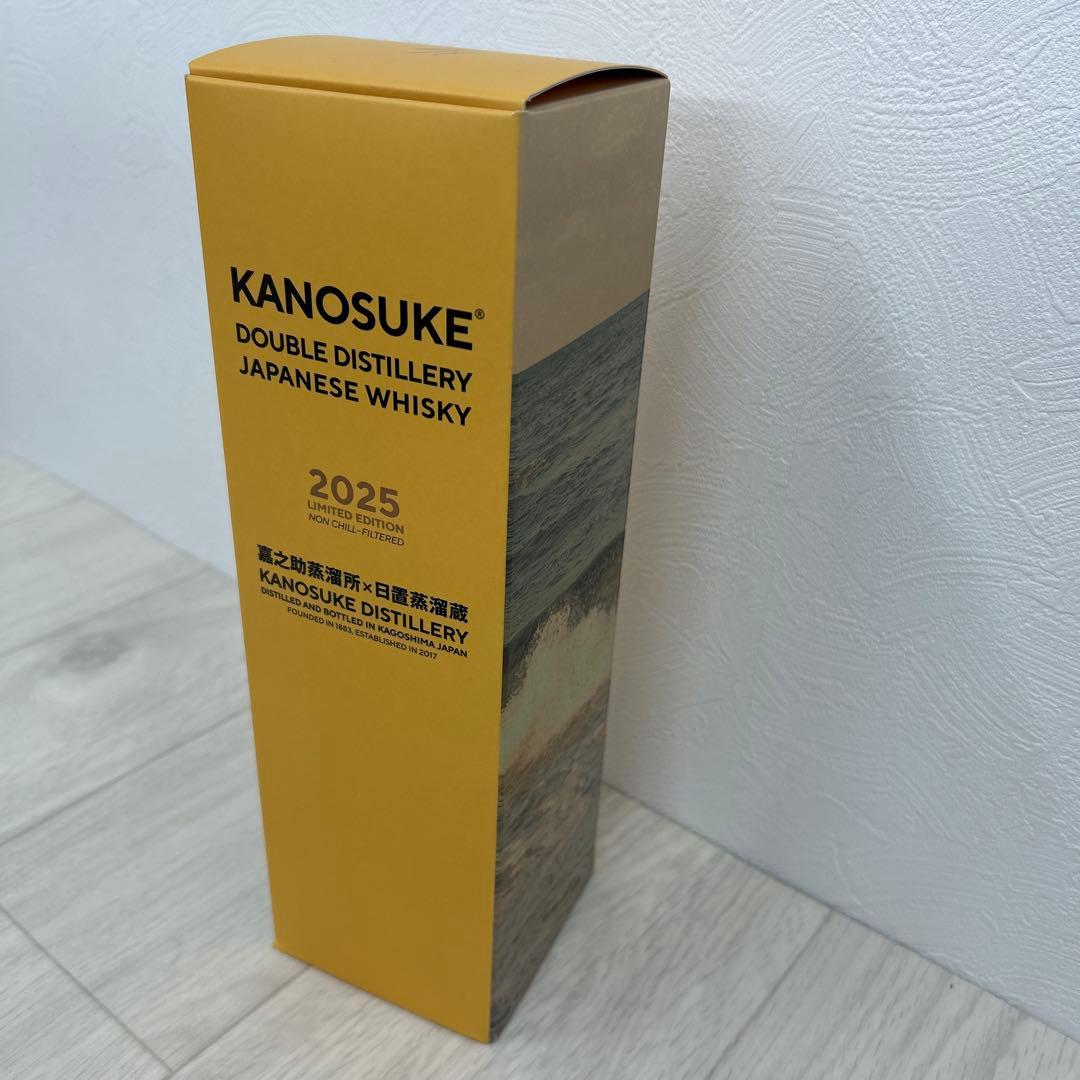 KANOSUKE®
DOUBLE DISTILLERY
JAPANESE WHISKY
2025
LIMITED EDITION
NON CHILL-FILTERED
嘉之助蒸溜所×日置蒸溜蔵
KANOSUKE DISTILLERY
DISTILLED AND BOTTLED IN KAGOSHIMA JAPAN
FOUNDED IN 1883, ESTABLISHED IN 2017